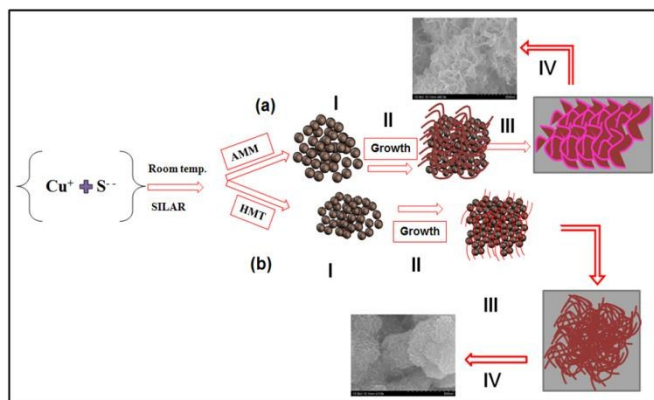 IV
(a)
I
II
III
AMM
Growth
Room temp.
Cu⁺ + S⁻⁻
SILAR
HMT
Growth
(b)
I
II
III
IV